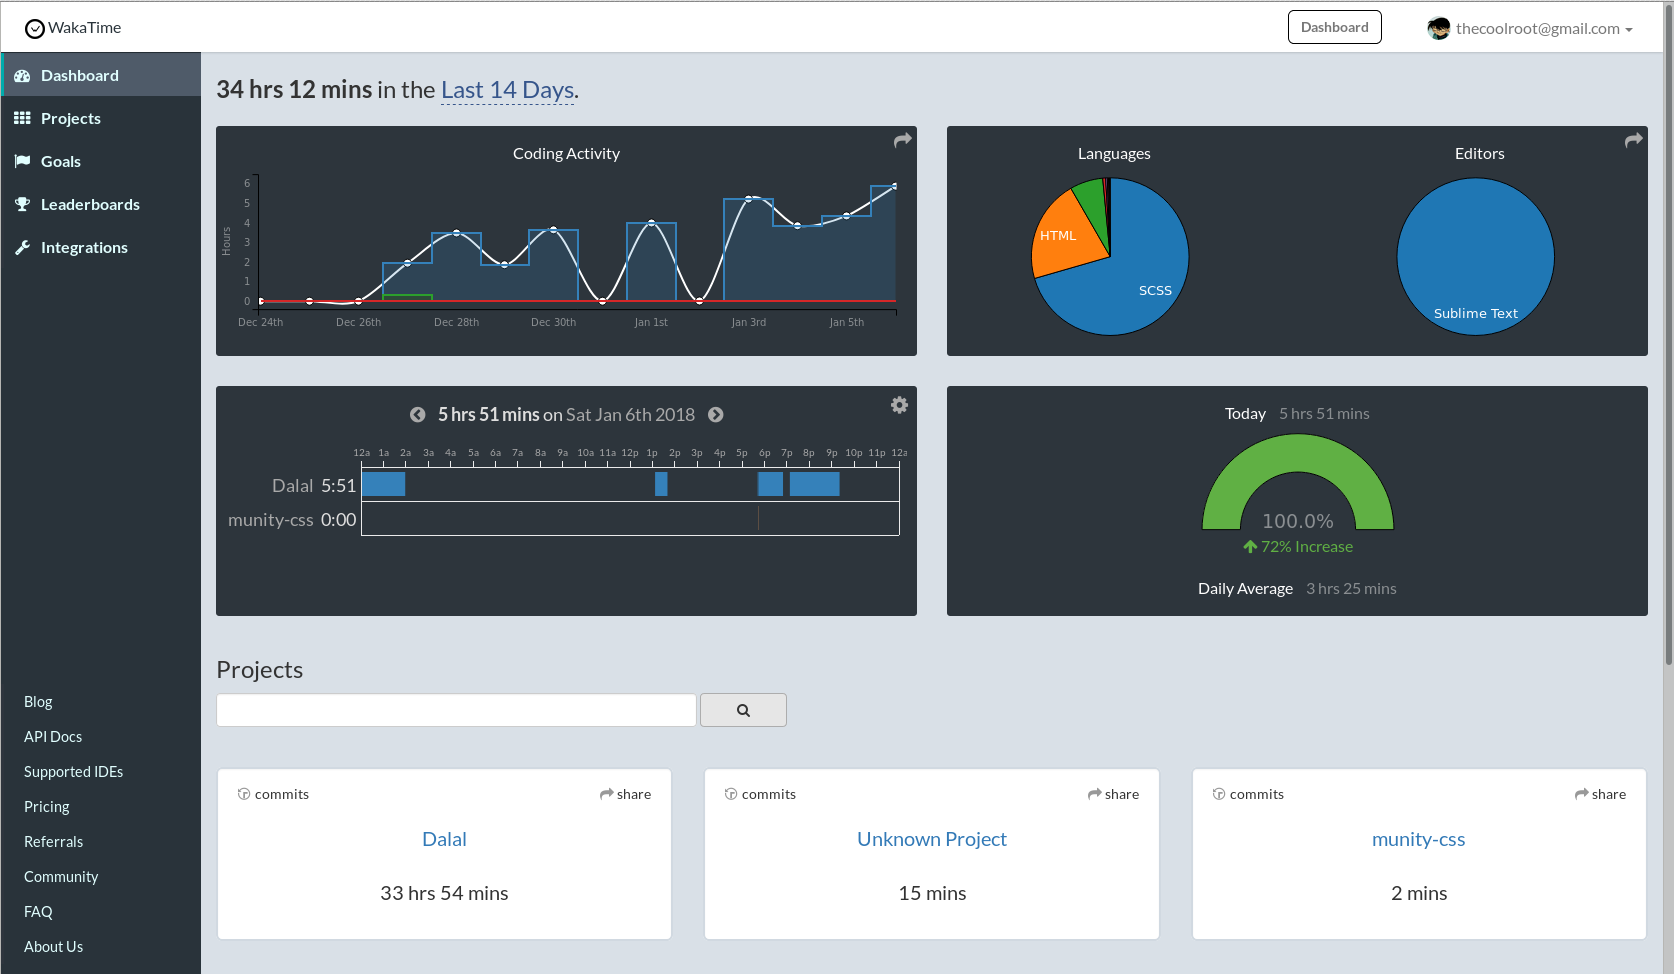 WakaTime
Dashboard
thecoolroot@gmail.com
Dashboard
Projects
Goals
Leaderboards
Integrations
Blog
API Docs
Supported IDEs
Pricing
Referrals
Community
FAQ
About Us
34 hrs 12 mins in the Last 14 Days.
Coding Activity
Hours
6
5
4
3
2
1
0
Dec 24th Dec 26th Dec 28th Dec 30th Jan 1st Jan 3rd Jan 5th
Languages
HTML
SCSS
Editors
Sublime Text
5 hrs 51 mins on Sat Jan 6th 2018
12a 1a 2a 3a 4a 5a 6a 7a 8a 9a 10a 11a 12p 1p 2p 3p 4p 5p 6p 7p 8p 9p 10p 11p 12a
Dalal 5:51
munity-css 0:00
Today 5 hrs 51 mins
100.0%
72% Increase
Daily Average 3 hrs 25 mins
Projects
commits share
Dalal
33 hrs 54 mins
commits share
Unknown Project
15 mins
commits share
munity-css
2 mins